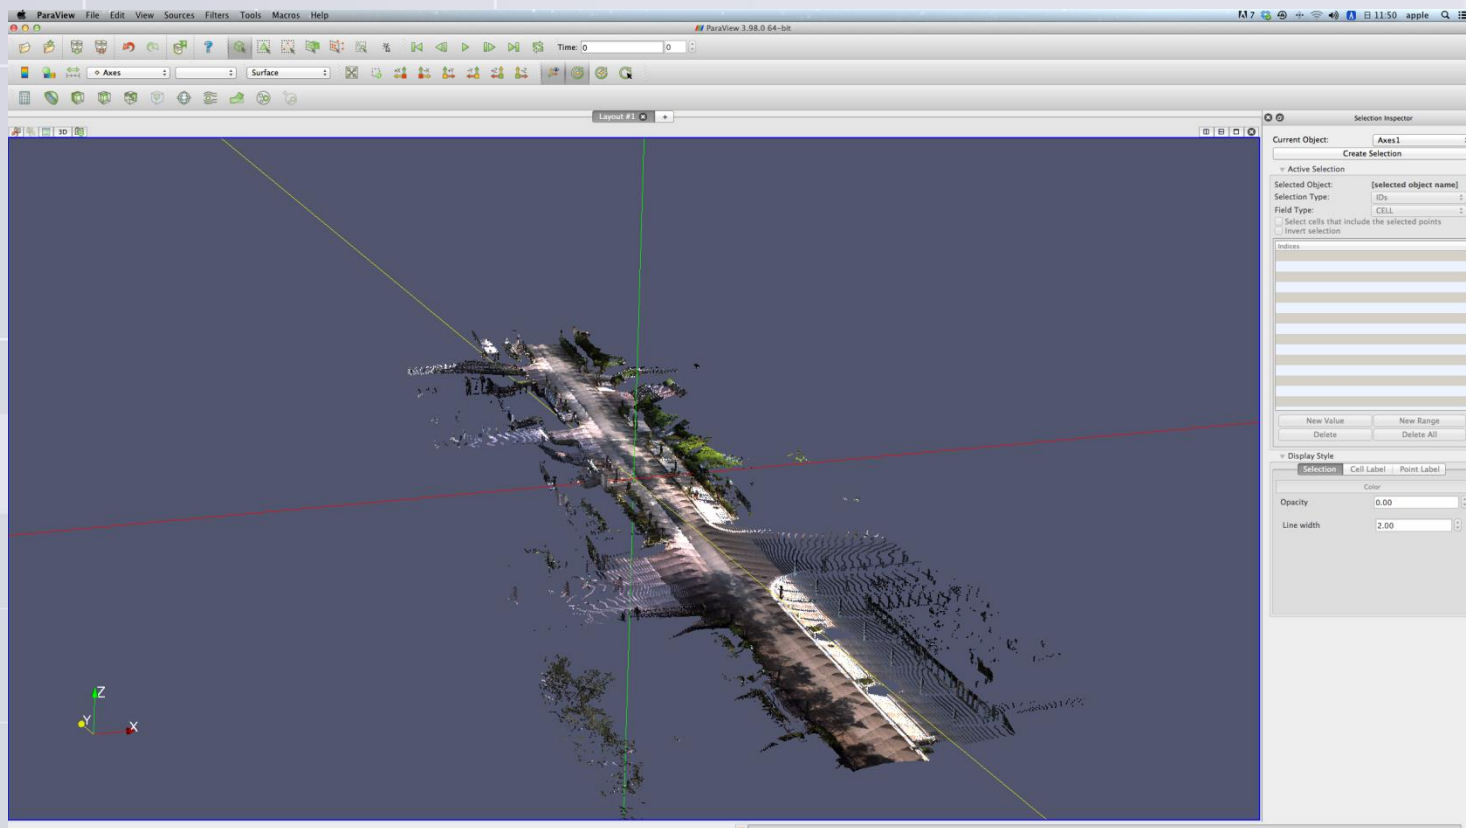 ParaView File Edit View Sources Filters Tools Macros Help
7
日 11:50 apple
ParaView 3.98.0 64-bit
Time: 0 0
Axes Surface
Layout #1 +
3D
Selection Inspector
Current Object: Axes1
Create Selection
Active Selection
Selected Object: [selected object name]
Selection Type: IDs
Field Type: CELL
Select cells that include the selected points
Invert selection
Indices
New Value New Range
Delete Delete All
Display Style
Selection Cell Label Point Label
Color
Opacity 0.00
Line width 2.00
Z
Y X